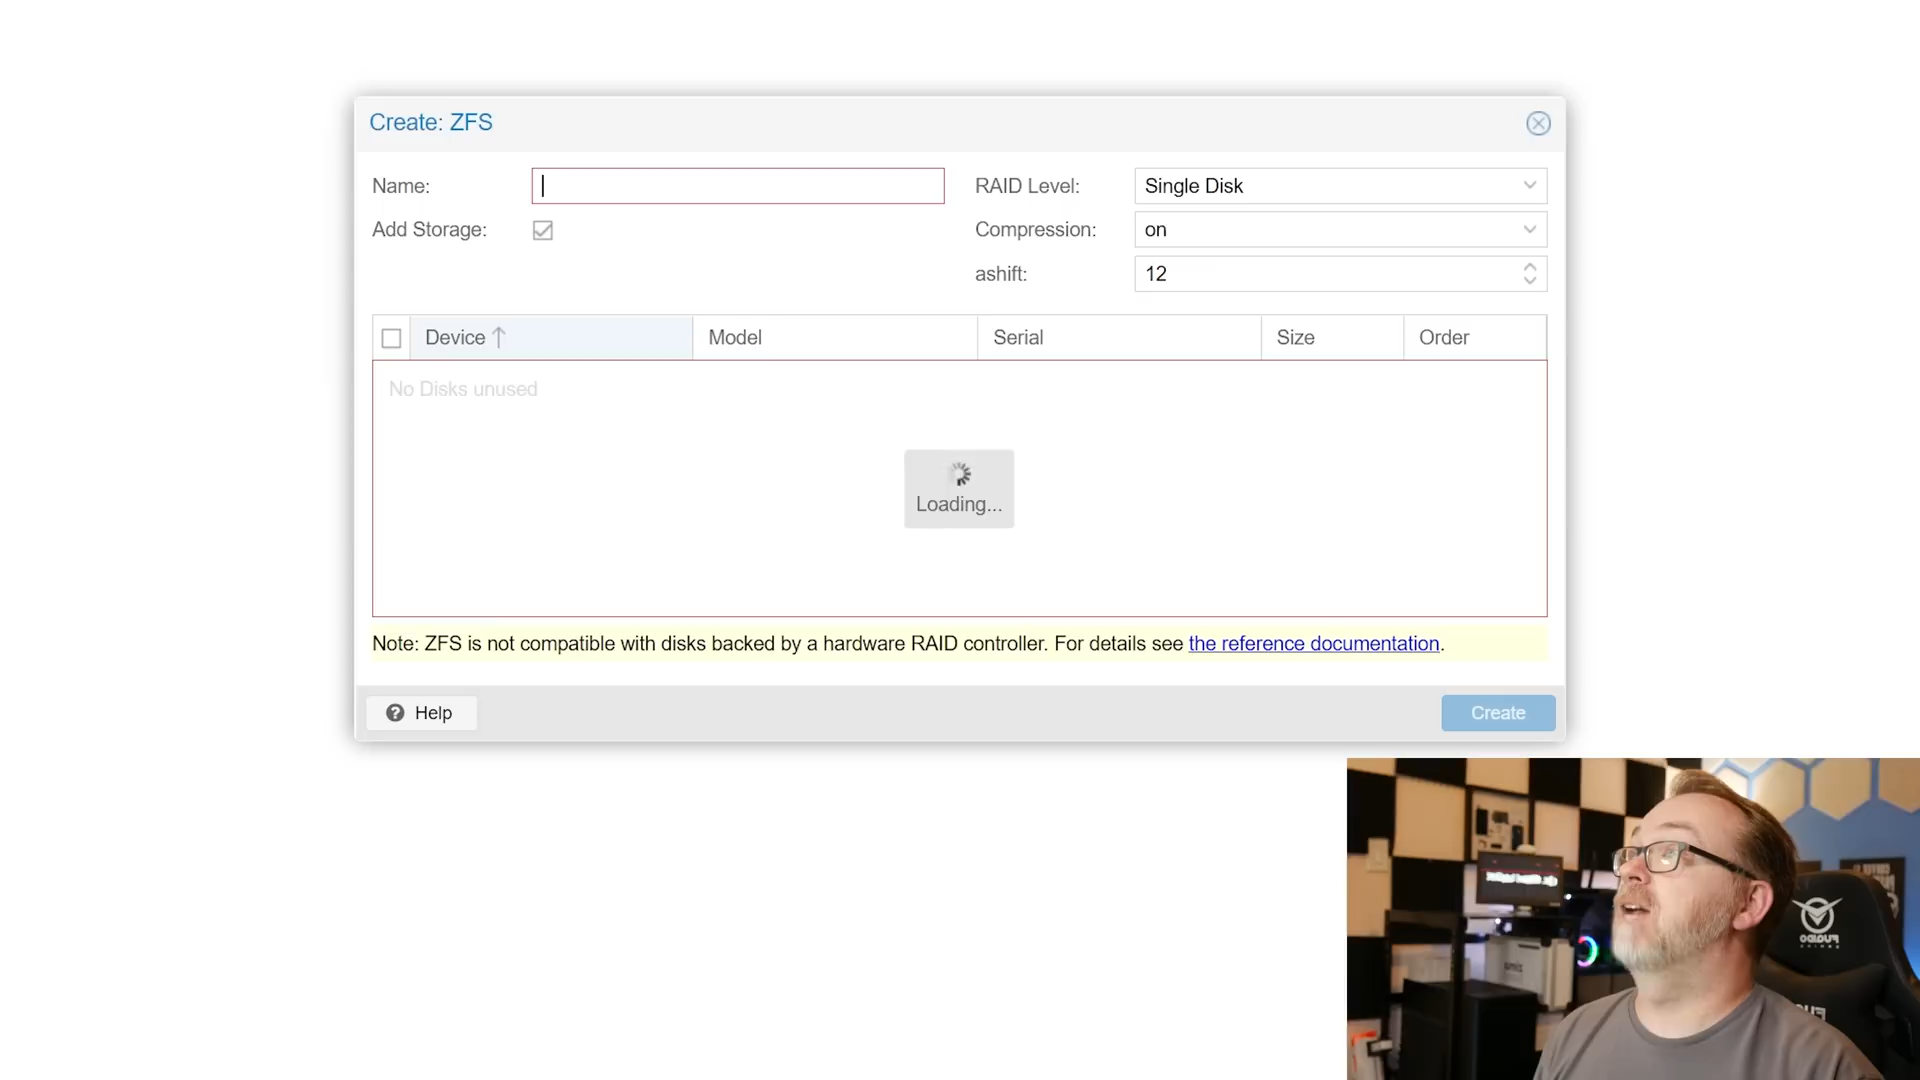 Create: ZFS
Name:
RAID Level: Single Disk
Add Storage:
Compression: on
ashift: 12
Device Model Serial Size Order
No Disks unused
Loading...
Note: ZFS is not compatible with disks backed by a hardware RAID controller. For details see the reference documentation.
Help Create